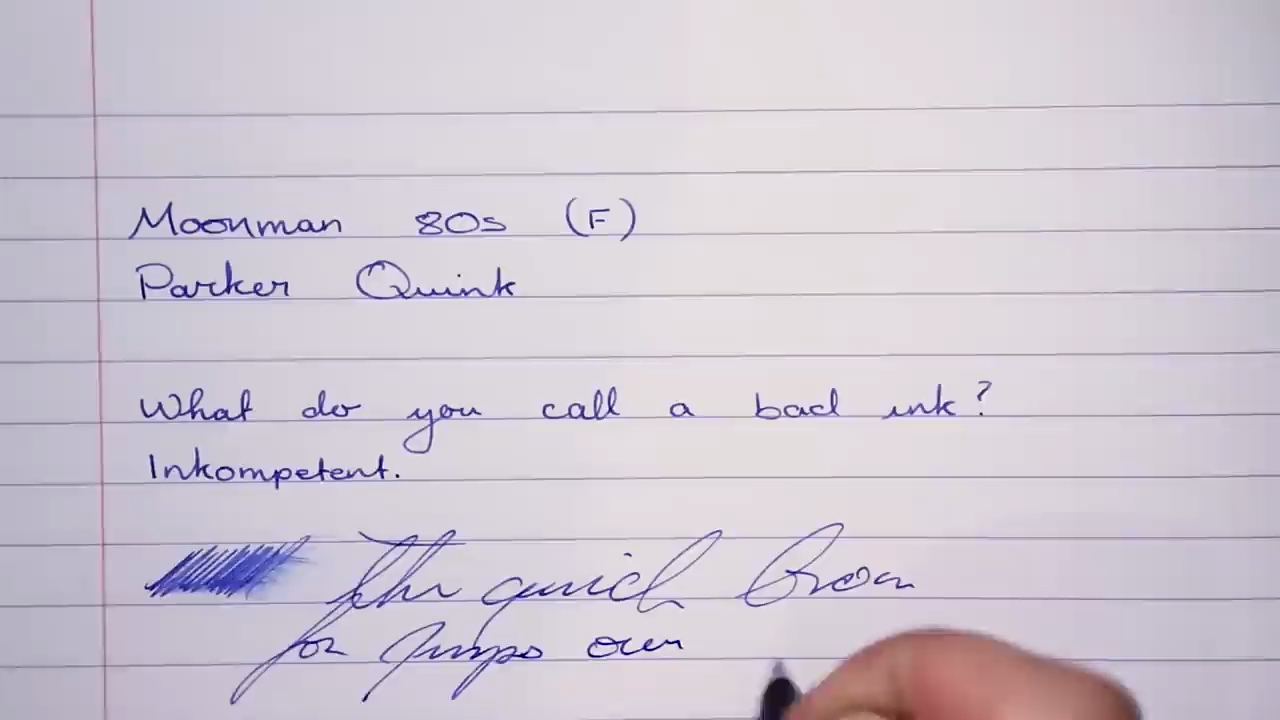 Moonman 80s (F)
Parker Quink
What do you call a bad ink?
Inkompetent.
The quick Brown
fox Jumps over